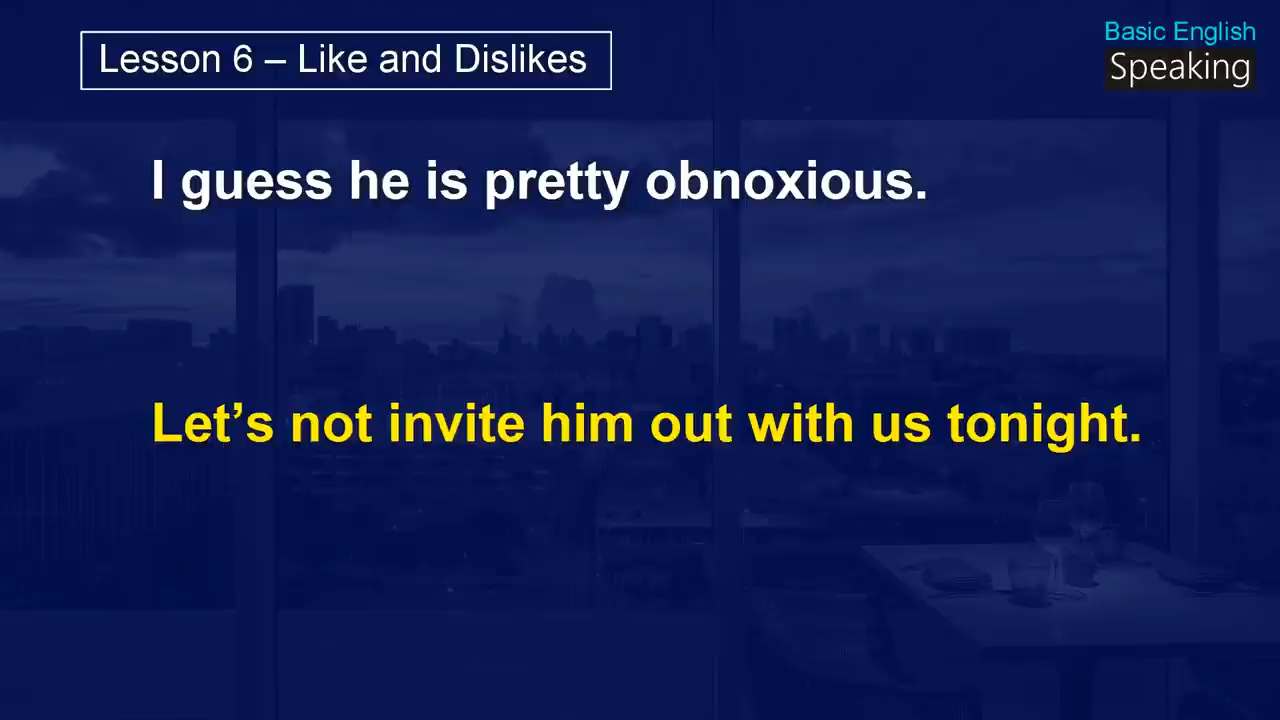 Lesson 6 – Like and Dislikes
Basic English
Speaking
I guess he is pretty obnoxious.
Let’s not invite him out with us tonight.